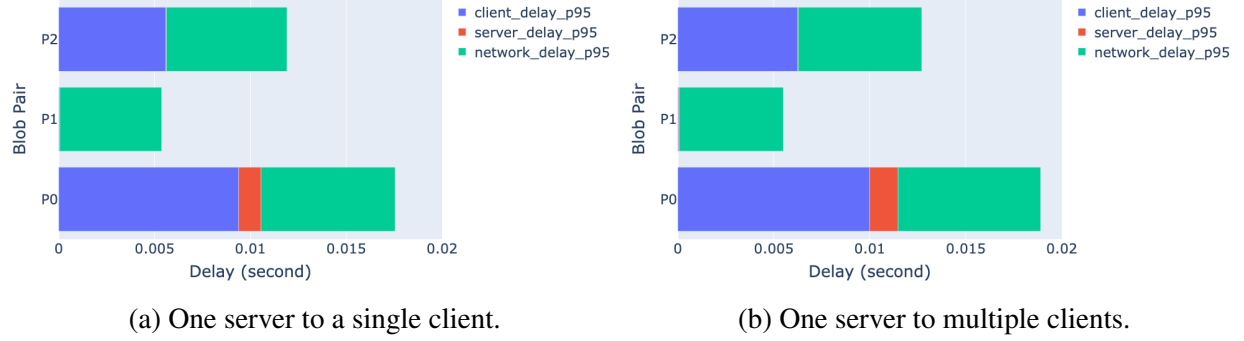 P2
P1
P0
Blob Pair
0
0.005
0.01
0.015
0.02
Delay (second)
client_delay_p95
server_delay_p95
network_delay_p95
(a) One server to a single client.
P2
P1
P0
Blob Pair
0
0.005
0.01
0.015
0.02
Delay (second)
client_delay_p95
server_delay_p95
network_delay_p95
(b) One server to multiple clients.